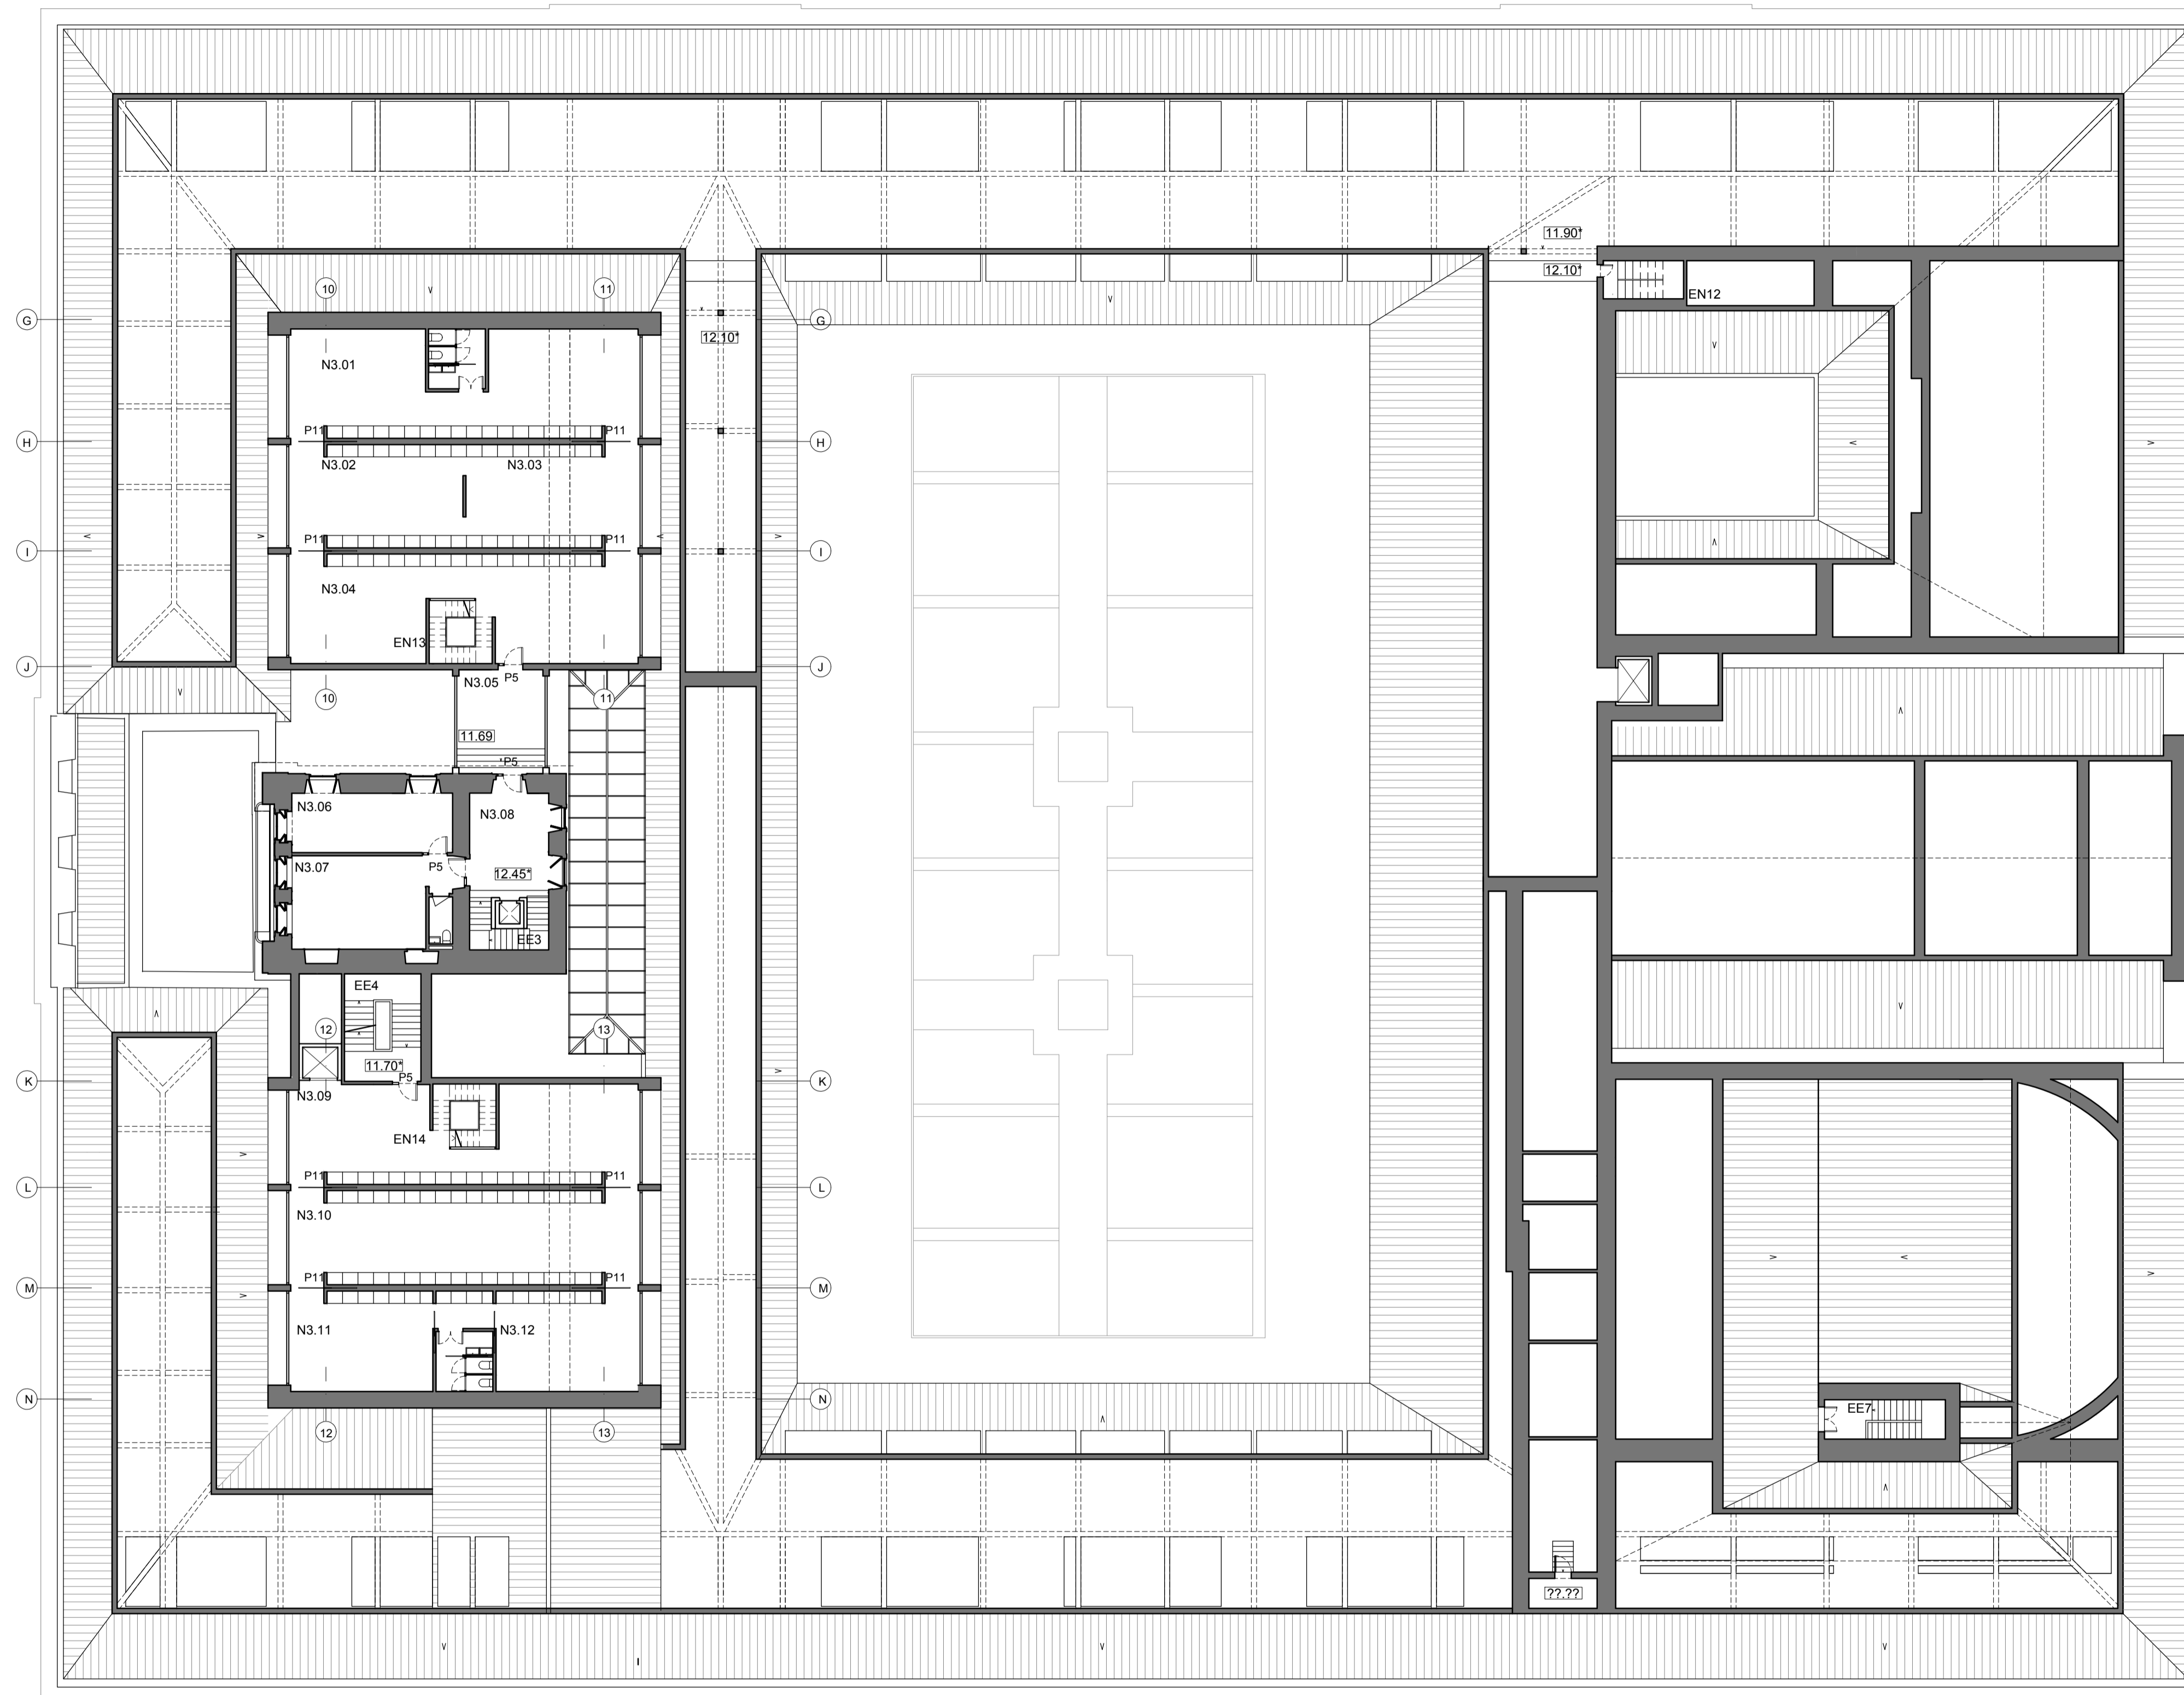 11.90*
12.10*
10
11
EN12
G
G
12.10*
N3.01
P11
P11
H
H
N3.02
N3.03
P11
P11
I
I
N3.04
EN13
J
J
N3.05
P5
10
11
11.69
P5
N3.06
N3.08
N3.07
P5
12.45*
EE3
EE4
12
13
11.70*
P5
K
K
N3.09
EN14
P11
P11
L
L
N3.10
P11
P11
M
M
N3.11
N3.12
N
N
EE7
12
13
??.??